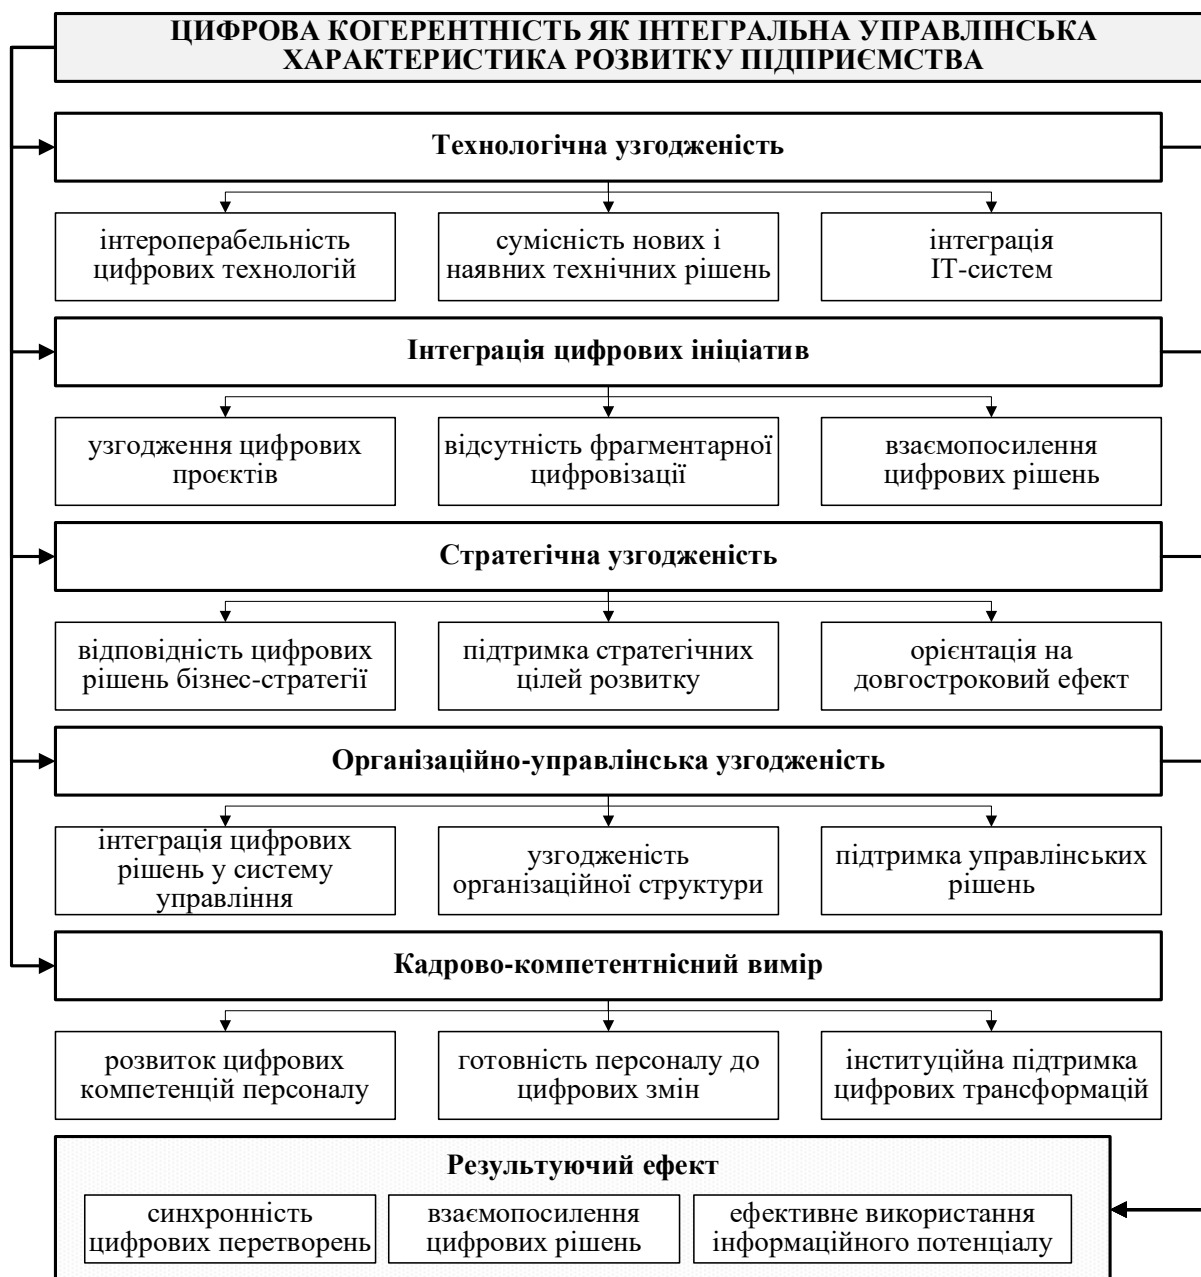 ЦИФРОВА КОГЕРЕНТНІСТЬ ЯК ІНТЕГРАЛЬНА УПРАВЛІНСЬКА
ХАРАКТЕРИСТИКА РОЗВИТКУ ПІДПРИЄМСТВА
Технологічна узгодженість
інтероперабельність
цифрових технологій
сумісність нових і
наявних технічних рішень
інтеграція
ІТ-систем
Інтеграція цифрових ініціатив
узгодження цифрових
проєктів
відсутність фрагментарної
цифровізації
взаємопосилення
цифрових рішень
Стратегічна узгодженість
відповідність цифрових
рішень бізнес-стратегії
підтримка стратегічних
цілей розвитку
орієнтація на
довгостроковий ефект
Організаційно-управлінська узгодженість
інтеграція цифрових
рішень у систему
управління
узгодженість
організаційної структури
підтримка управлінських
рішень
Кадрово-компетентнісний вимір
розвиток цифрових
компетенцій персоналу
готовність персоналу до
цифрових змін
інституційна підтримка
цифрових трансформацій
Результуючий ефект
синхронність
цифрових перетворень
взаємопосилення
цифрових рішень
ефективне використання
інформаційного потенціалу